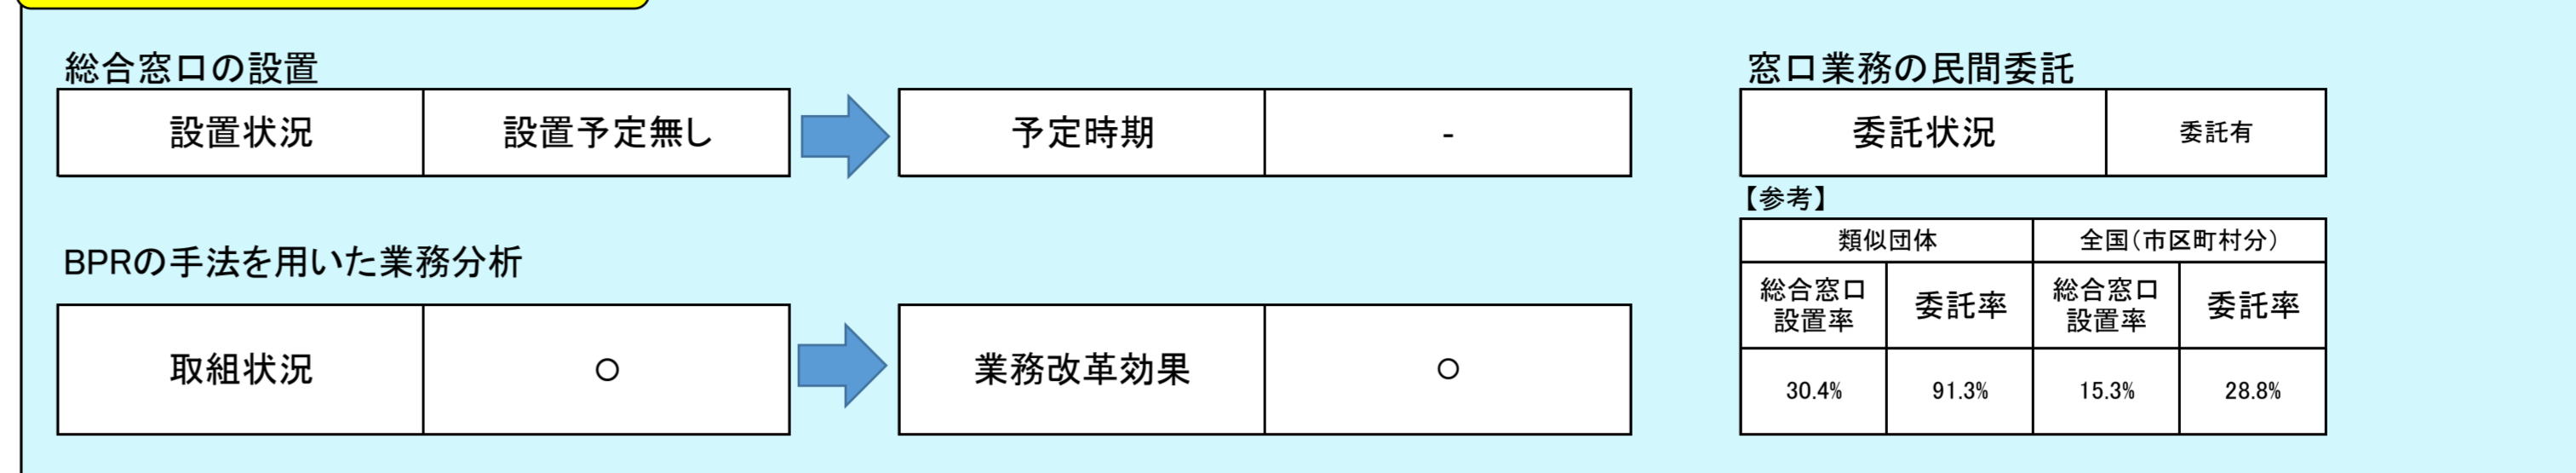 総合窓口の設置
設置状況 設置予定無し 予定時期 -
窓口業務の民間委託
委託状況 委託有
【参考】
類似団体 全国(市区町村分)
総合窓口設置率 委託率 総合窓口設置率 委託率
30.4% 91.3% 15.3% 28.8%
BPRの手法を用いた業務分析
取組状況 ○ 業務改革効果 ○